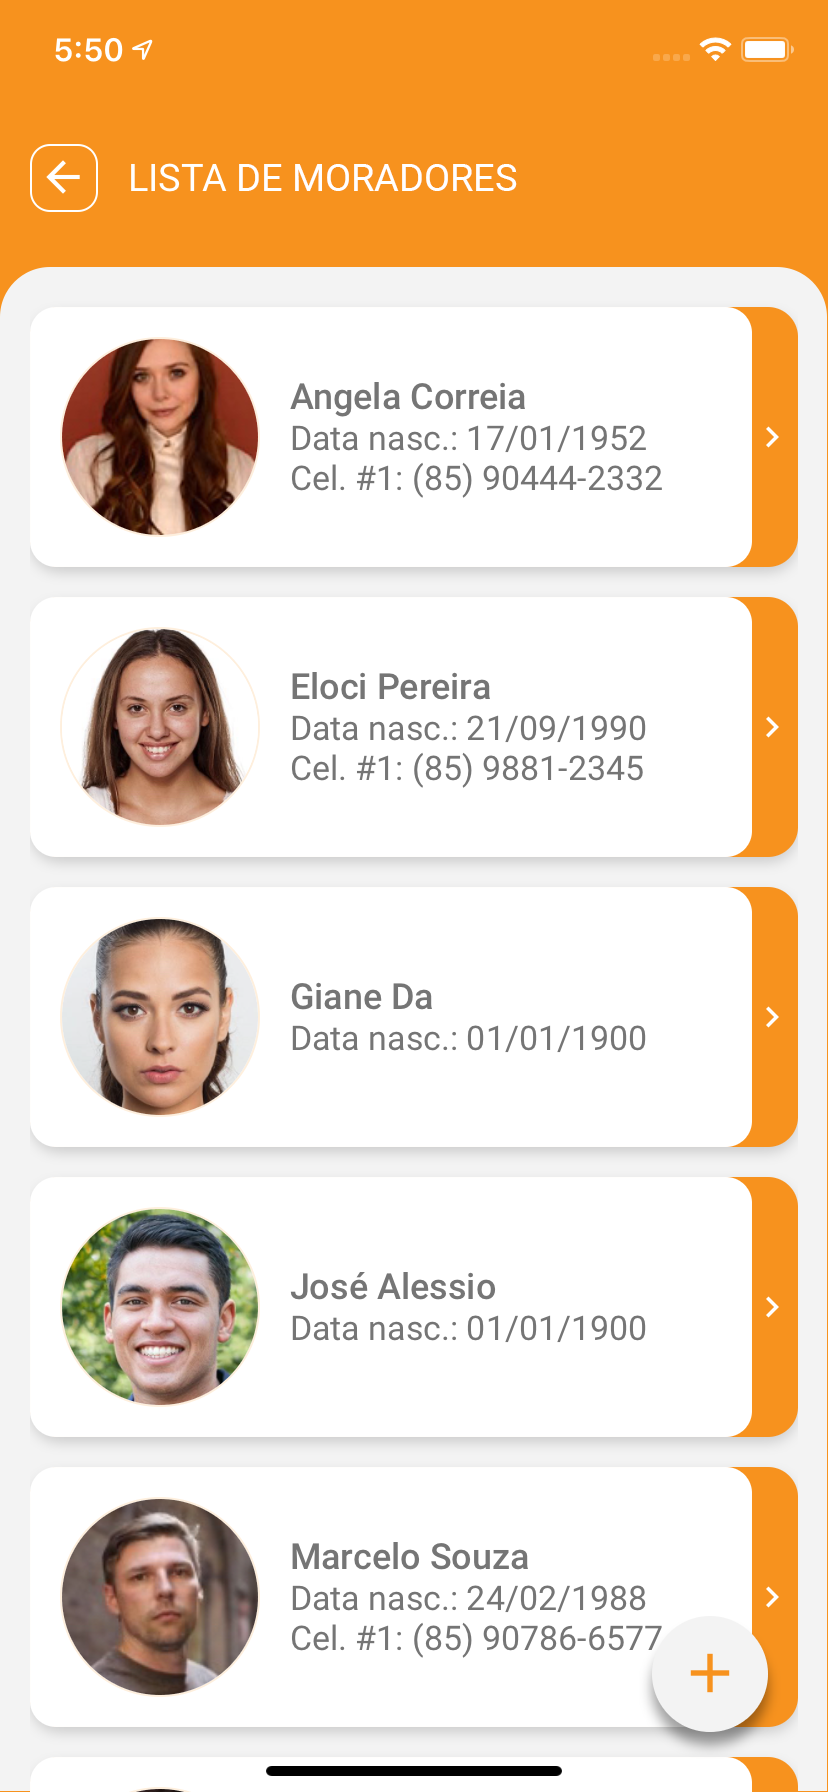 5:50
LISTA DE MORADORES
Angela Correia
Data nasc.: 17/01/1952
Cel. #1: (85) 90444-2332
Eloci Pereira
Data nasc.: 21/09/1990
Cel. #1: (85) 9881-2345
Giane Da
Data nasc.: 01/01/1900
José Alessio
Data nasc.: 01/01/1900
Marcelo Souza
Data nasc.: 24/02/1988
Cel. #1: (85) 90786-6577